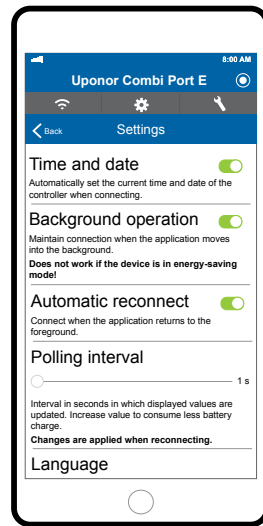 8:00 AM
Uponor Combi Port E
Back
Settings
Time and date
Automatically set the current time and date of the
controller when connecting.
Background operation
Maintain connection when the application moves
into the background.
Does not work if the device is in energy-saving
mode!
Automatic reconnect
Connect when the application returns to the
foreground.
Polling interval
1 s
Interval in seconds in which displayed values are
updated. Increase value to consume less battery
charge.
Changes are applied when reconnecting.
Language